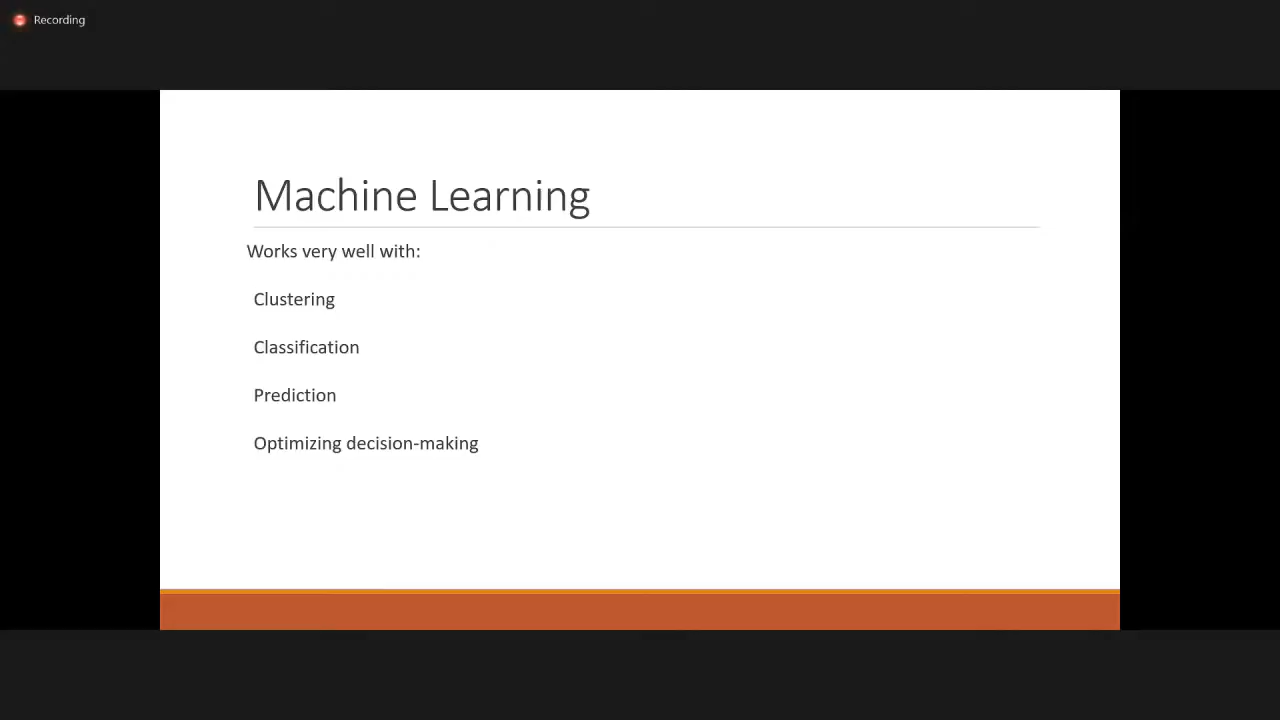 Recording
Machine Learning
Works very well with:
Clustering
Classification
Prediction
Optimizing decision-making